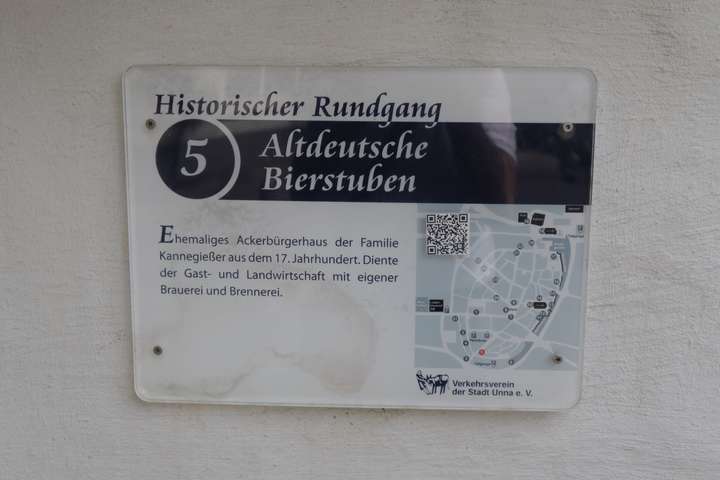 Historischer Rundgang
5
Altdeutsche
Bierstuben
Ehemaliges Ackerbürgerhaus der Familie
Kannegießer aus dem 17. Jahrhundert. Diente
der Gast- und Landwirtschaft mit eigener
Brauerei und Brennerei.
Verkehrsverein
der Stadt Unna e. V.